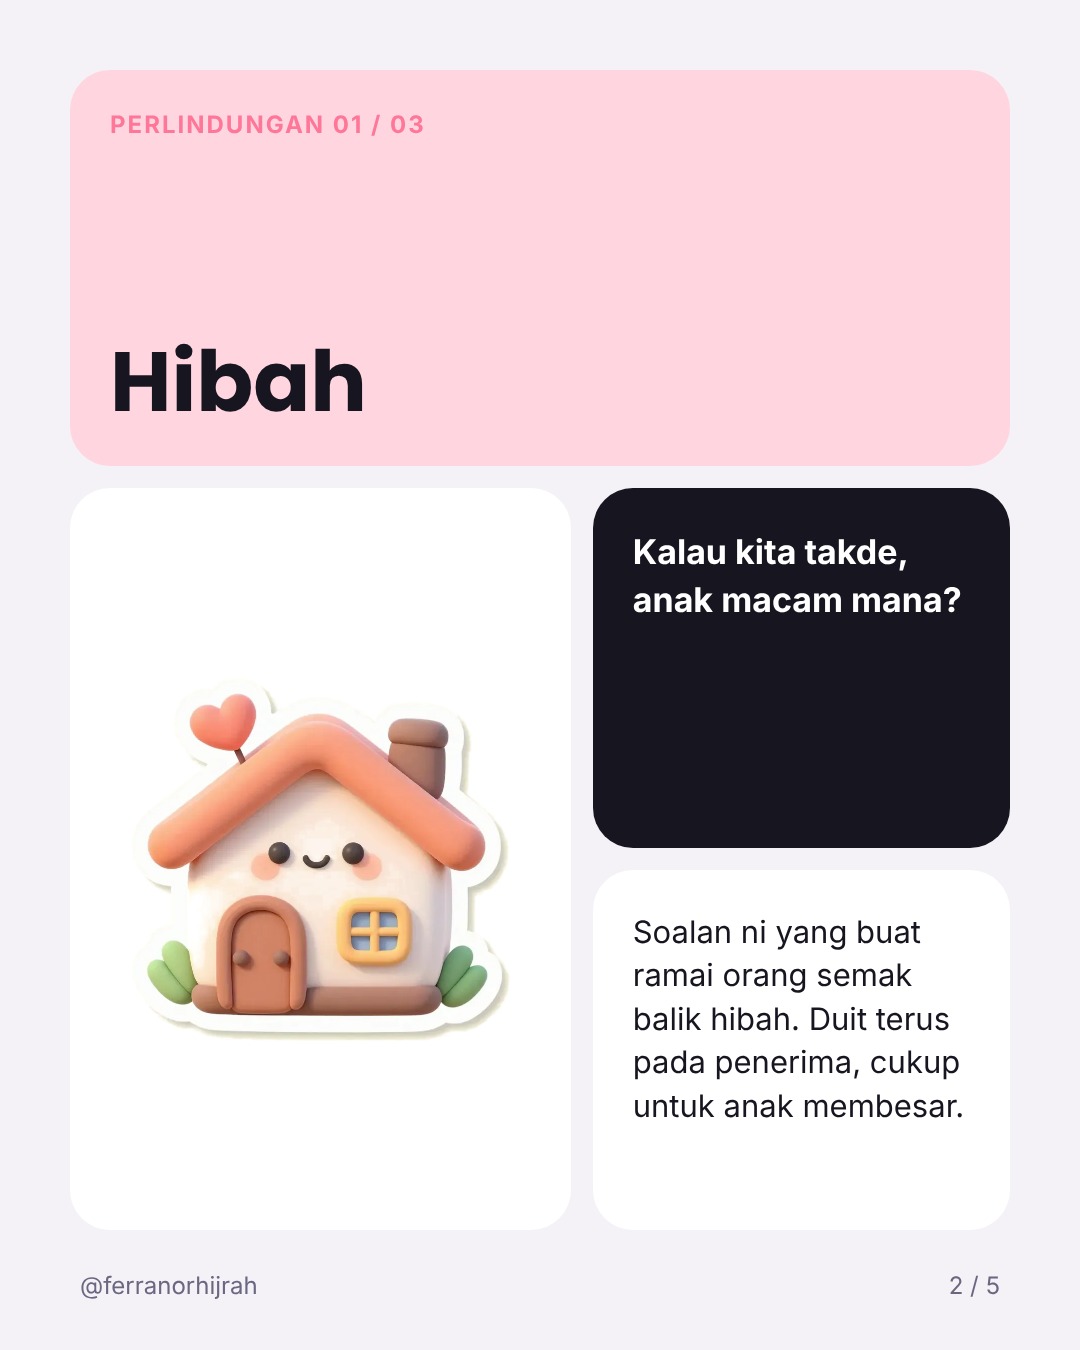 PERLINDUNGAN 01 / 03
Hibah
Kalau kita takde,
anak macam mana?
Soalan ni yang buat
ramai orang semak
balik hibah. Duit terus
pada penerima, cukup
untuk anak membesar.
@ferranorhijrah
2 / 5